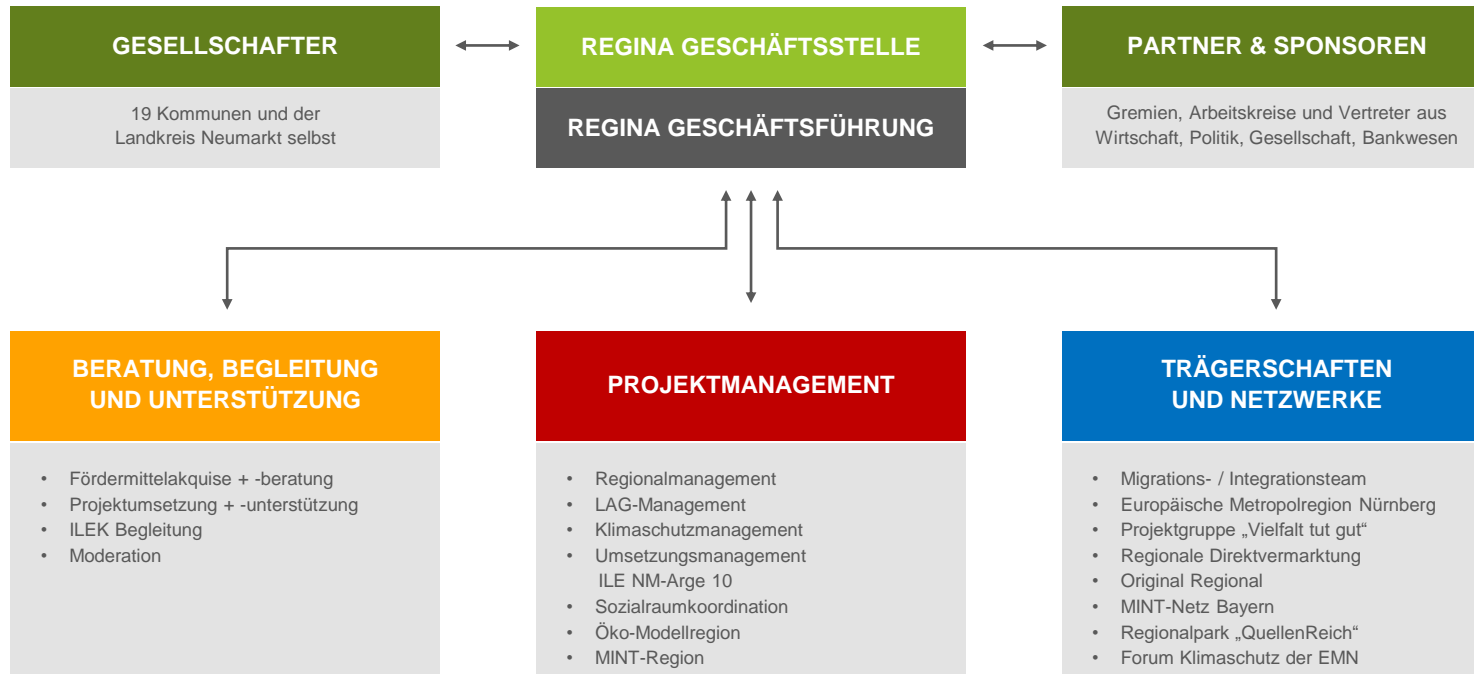 GESELLSCHAFTER
19 Kommunen und der
Landkreis Neumarkt selbst
REGINA GESCHÄFTSSTELLE
REGINA GESCHÄFTSFÜHRUNG
PARTNER & SPONSOREN
Gremien, Arbeitskreise und Vertreter aus
Wirtschaft, Politik, Gesellschaft, Bankwesen
BERATUNG, BEGLEITUNG
UND UNTERSTÜTZUNG
• Fördermittelakquise + -beratung
• Projektumsetzung + -unterstützung
• ILEK Begleitung
• Moderation
PROJEKTMANAGEMENT
• Regionalmanagement
• LAG-Management
• Klimaschutzmanagement
• Umsetzungsmanagement
ILE NM-Arge 10
• Sozialraumkoordination
• Öko-Modellregion
• MINT-Region
TRÄGERSCHAFTEN
UND NETZWERKE
• Migrations- / Integrationsteam
• Europäische Metropolregion Nürnberg
• Projektgruppe „Vielfalt tut gut“
• Regionale Direktvermarktung
• Original Regional
• MINT-Netz Bayern
• Regionalpark „QuellenReich“
• Forum Klimaschutz der EMN